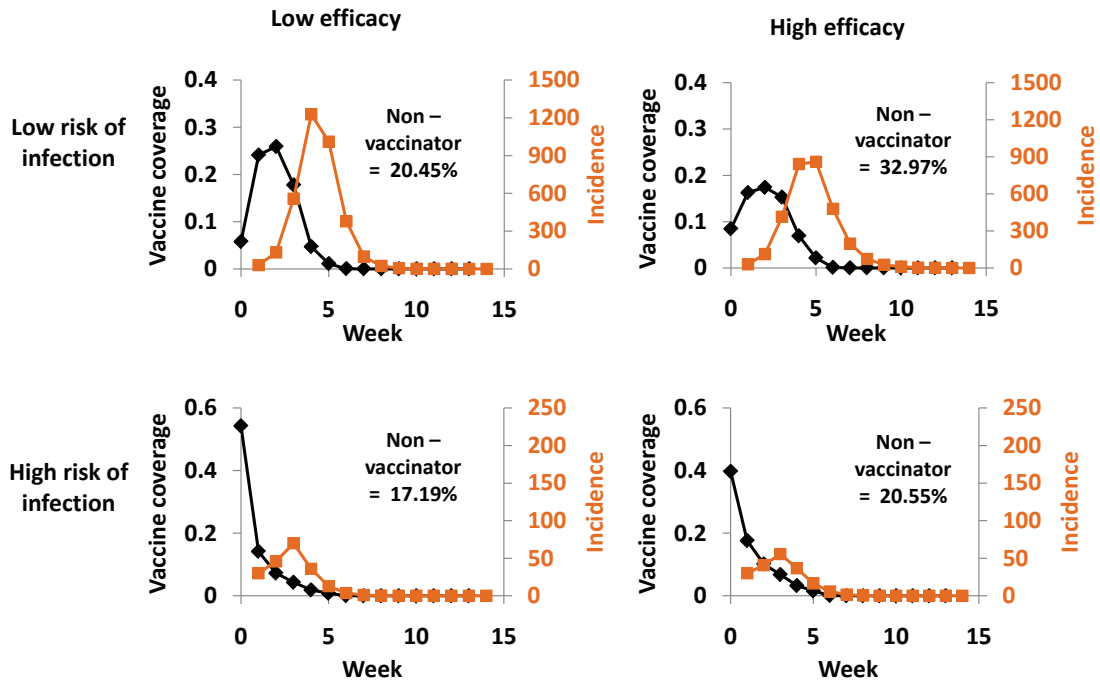 Low efficacy
High efficacy
Low risk of
infection
Vaccine coverage
0.4
0.3
0.2
0.1
0
Non –
vaccinator
= 20.45%
1500
1200
900
600
300
0
Incidence
0
5
10
15
Week
Vaccine coverage
0.4
0.3
0.2
0.1
0
Non –
vaccinator
= 32.97%
1500
1200
900
600
300
0
Incidence
0
5
10
15
Week
High risk of
infection
Vaccine coverage
0.6
0.4
0.2
0
Non –
vaccinator
= 17.19%
250
200
150
100
50
0
Incidence
0
5
10
15
Week
Vaccine coverage
0.6
0.4
0.2
0
Non –
vaccinator
= 20.55%
250
200
150
100
50
0
Incidence
0
5
10
15
Week